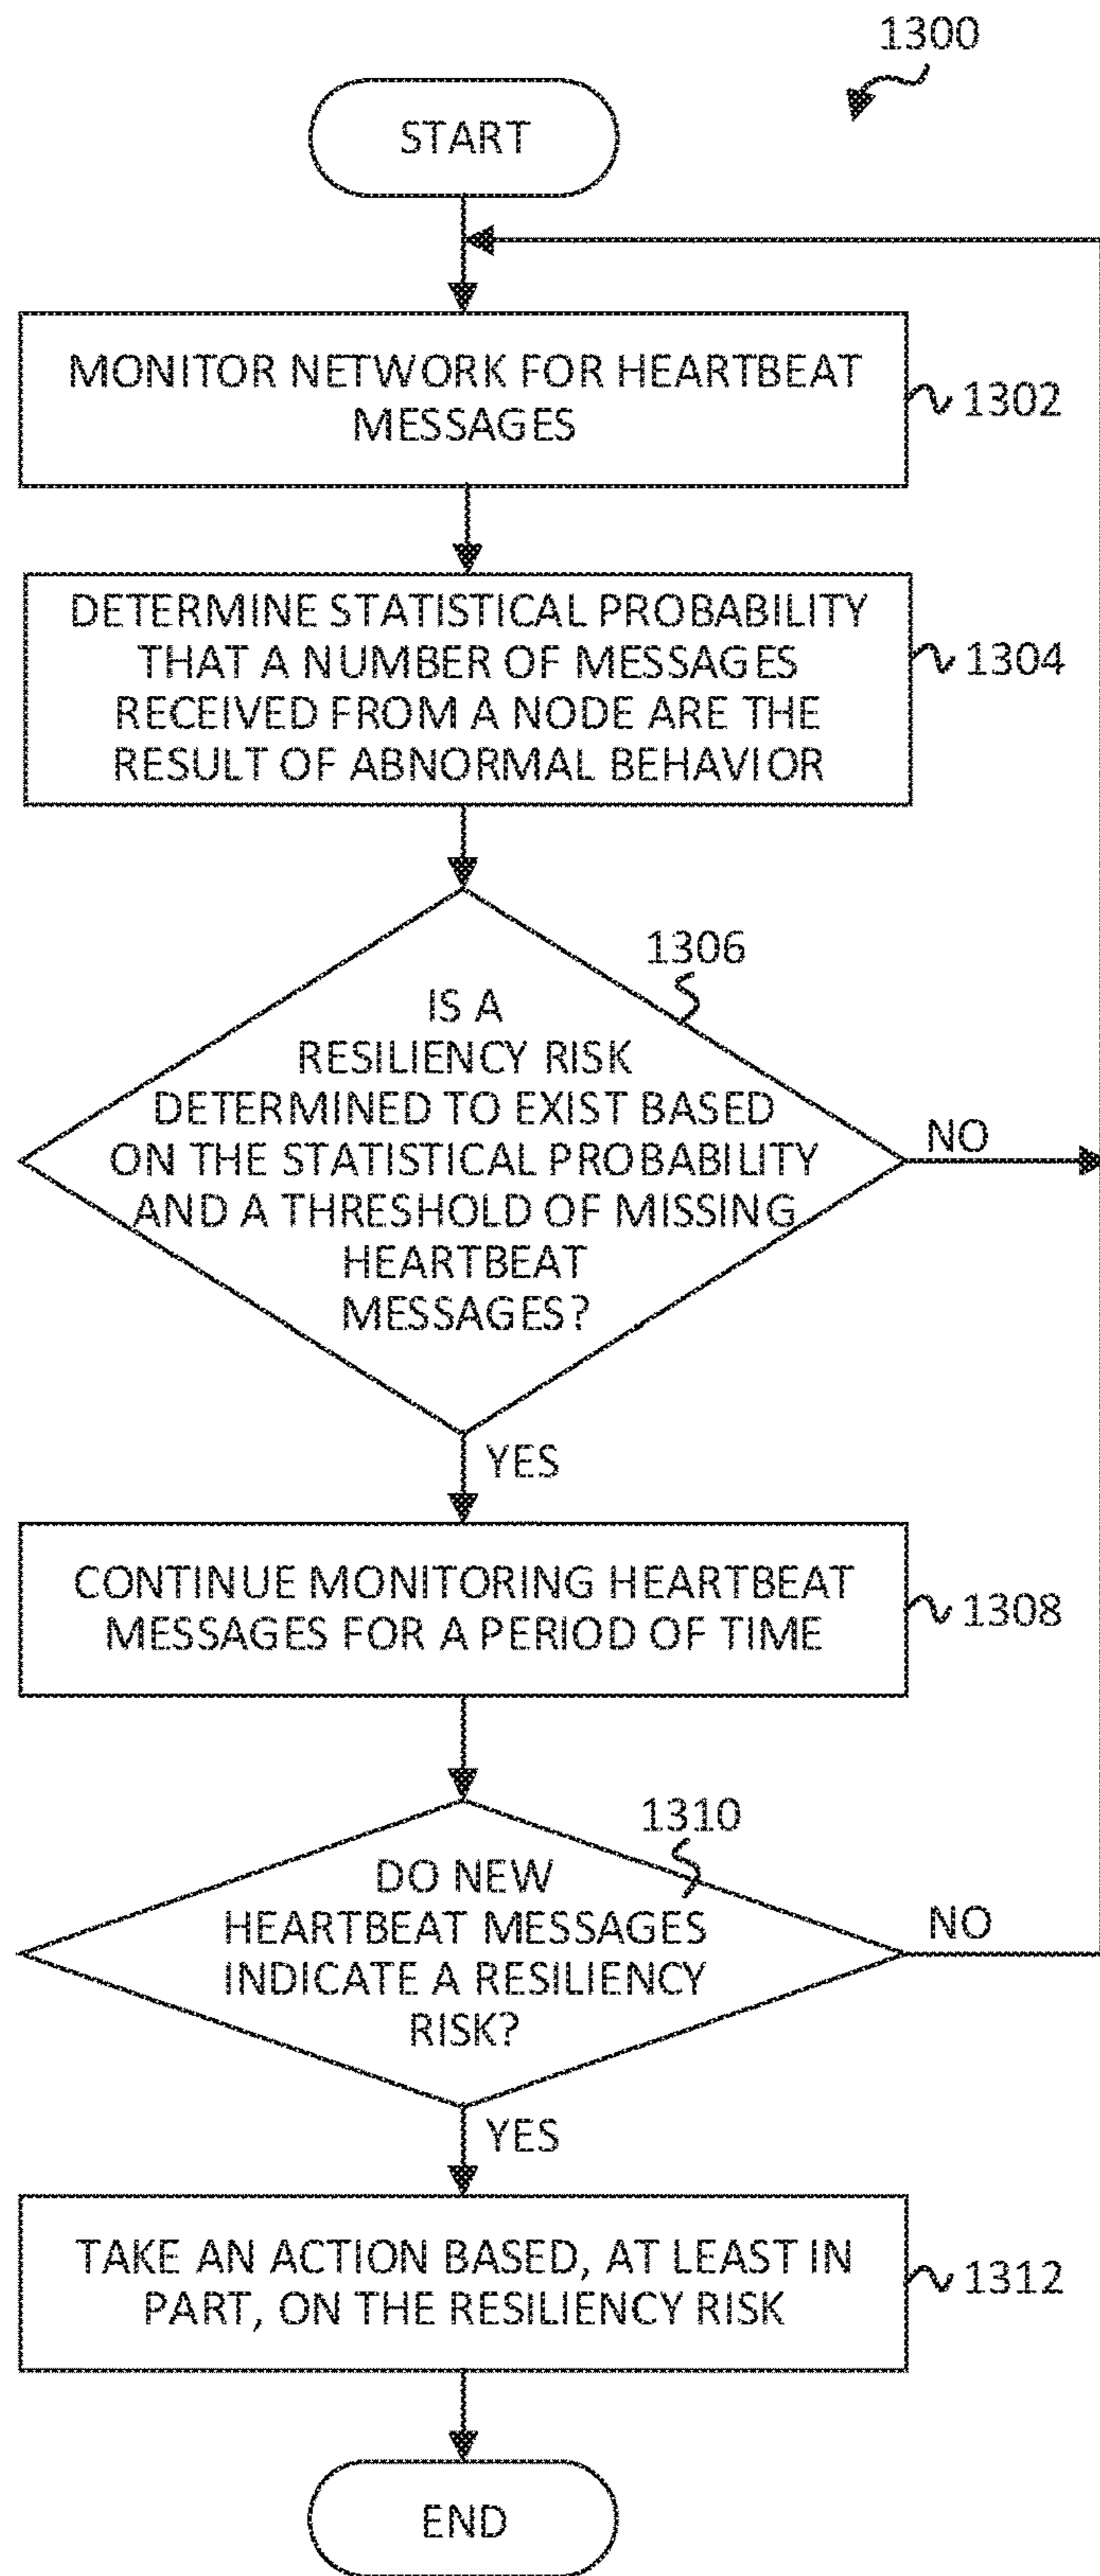 1300
START
MONITOR NETWORK FOR HEARTBEAT
MESSAGES
1302
DETERMINE STATISTICAL PROBABILITY
THAT A NUMBER OF MESSAGES
RECEIVED FROM A NODE ARE THE
RESULT OF ABNORMAL BEHAVIOR
1304
1306
IS A
RESILIENCY RISK
DETERMINED TO EXIST BASED
ON THE STATISTICAL PROBABILITY
AND A THRESHOLD OF MISSING
HEARTBEAT
MESSAGES?
NO
YES
CONTINUE MONITORING HEARTBEAT
MESSAGES FOR A PERIOD OF TIME
1308
1310
DO NEW
HEARTBEAT MESSAGES
INDICATE A RESILIENCY
RISK?
NO
YES
TAKE AN ACTION BASED, AT LEAST IN
PART, ON THE RESILIENCY RISK
1312
END